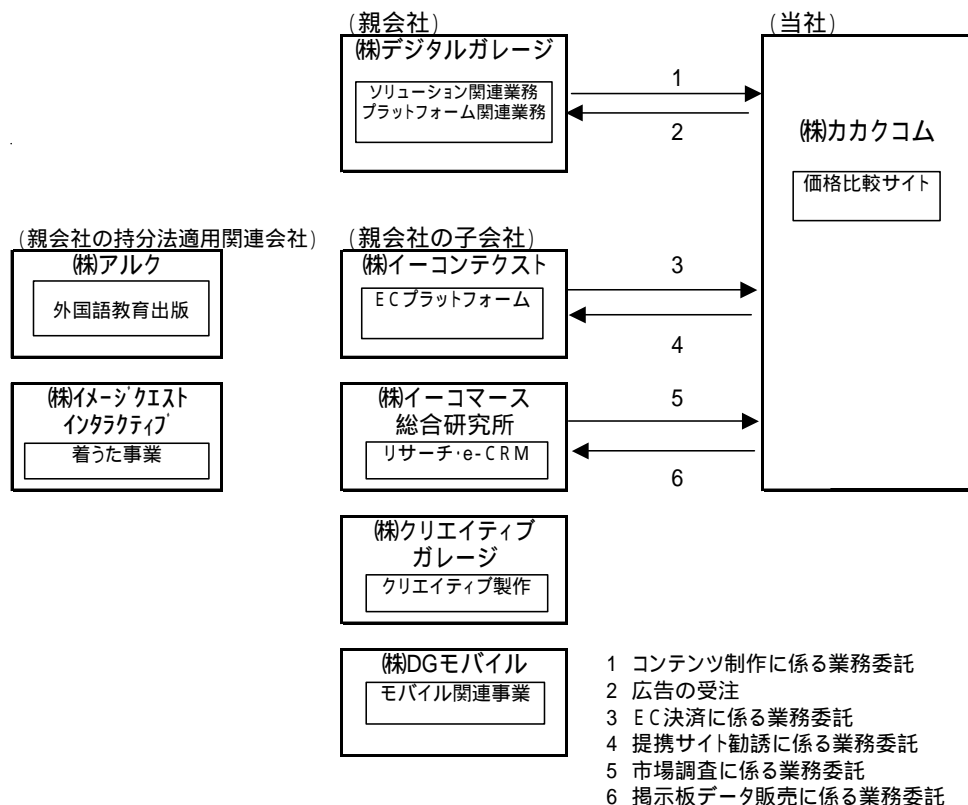 (親会社)
㈱デジタルガレージ
ソリューション関連業務
プラットフォーム関連業務
(当社)
㈱カカクコム
価格比較サイト
1
2
(親会社の持分法適用関連会社)
㈱アルク
外国語教育出版
(親会社の子会社)
㈱イーコンテクスト
ECプラットフォーム
3
4
㈱ｲﾒｰｼﾞｸｴｽﾄ
ｲﾝﾀﾗｸﾃｨﾌﾞ
着うた事業
㈱イーコマース
総合研究所
リサーチ・e-CRM
5
6
㈱クリエイティブ
ガレージ
クリエイティブ製作
㈱DGモバイル
モバイル関連事業
1 コンテンツ制作に係る業務委託
2 広告の受注
3 EC決済に係る業務委託
4 提携サイト勧誘に係る業務委託
5 市場調査に係る業務委託
6 掲示板データ販売に係る業務委託